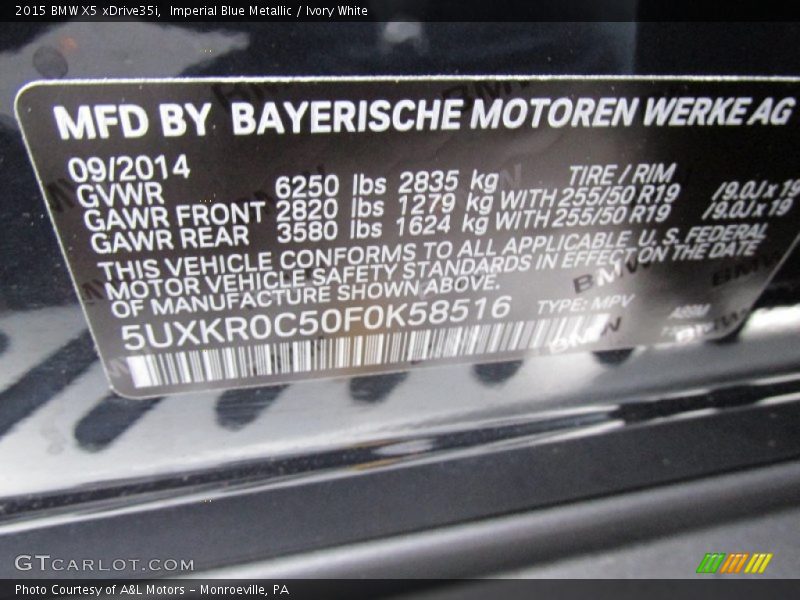 2015 BMW X5 xDrive35i, Imperial Blue Metallic / Ivory White
MFD BY BAYERISCHE MOTOREN WERKE AG
09/2014 TIRE / RIM
GVWR 6250 lbs 2835 kg
GAWR FRONT 2820 lbs 1279 kg WITH 255/50 R19 /9.0J x 19
GAWR REAR 3580 lbs 1624 kg WITH 255/50 R19 /9.0J x 19
THIS VEHICLE CONFORMS TO ALL APPLICABLE U. S. FEDERAL
MOTOR VEHICLE SAFETY STANDARDS IN EFFECT ON THE DATE
OF MANUFACTURE SHOWN ABOVE.
5UXKR0C50F0K58516 TYPE: MPV
BMW
GTCARLOT.COM
Photo Courtesy of A&L Motors - Monroeville, PA